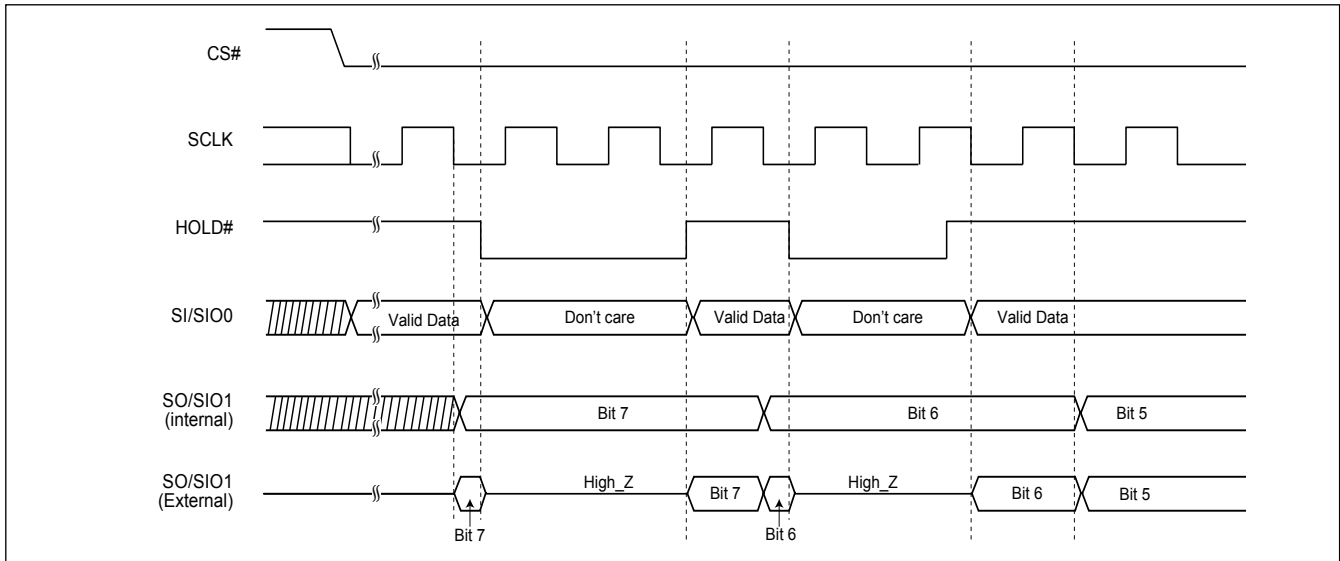 CS#
SCLK
HOLD#
SI/SIO0
Valid Data
Don't care
Valid Data
Don't care
Valid Data
SO/SIO1
(internal)
Bit 7
Bit 6
Bit 5
SO/SIO1
(External)
High_Z
Bit 7
High_Z
Bit 6
Bit 5
Bit 7
Bit 6